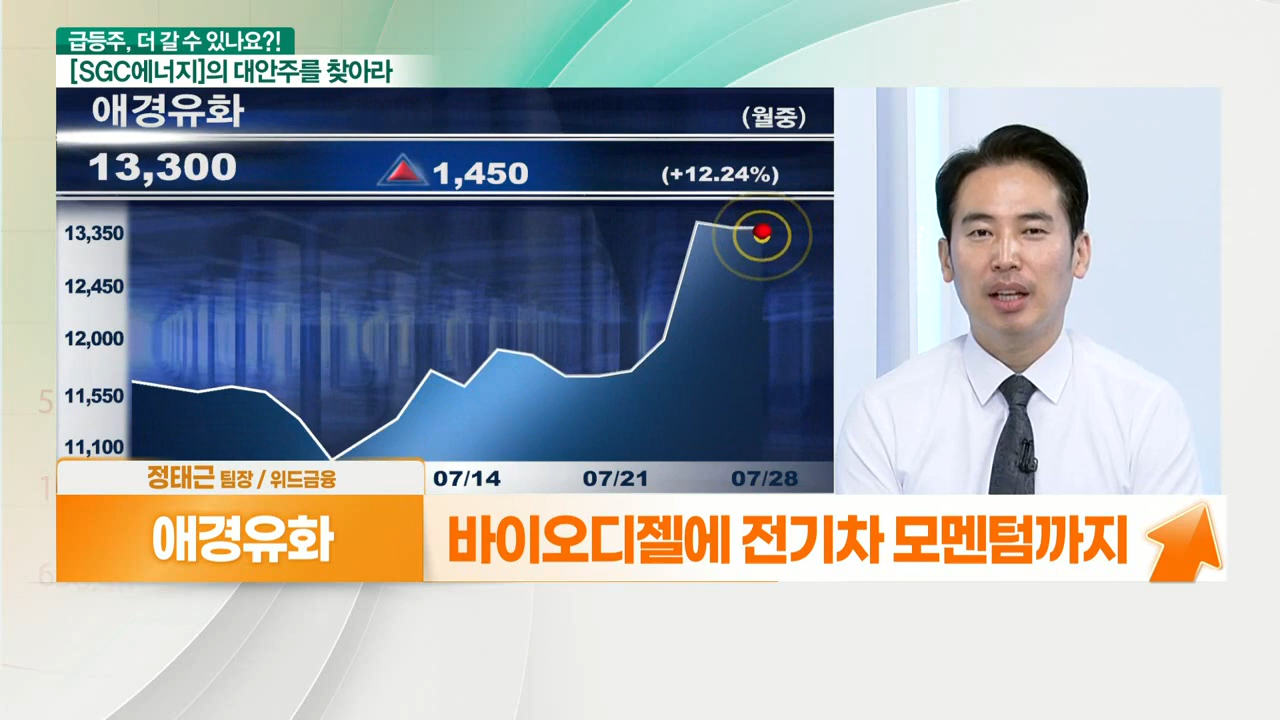 급등주, 더 갈 수 있나요?!
[SGC에너지]의 대안주를 찾아라
애경유화 (월중)
13,300 1,450 (+12.24%)
13,350
12,450
12,000
11,550
11,100
07/14 07/21 07/28
정태근 팀장 / 위드금융
애경유화
바이오디젤에 전기차 모멘텀까지